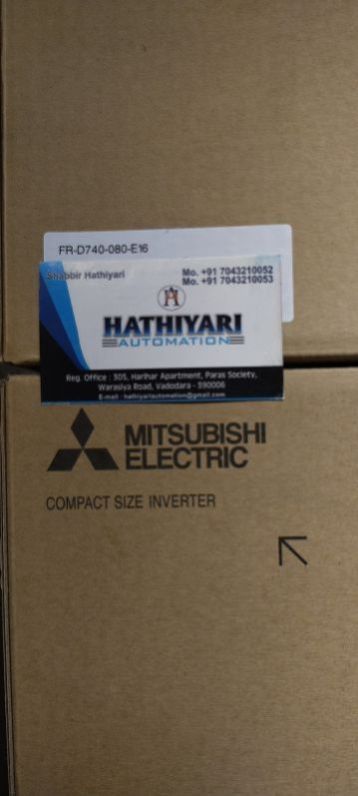 FR-D740-080-E16
Shabbir Hathiyari
Mo. +91 7043210052
Mo. +91 7043210053
HATHIYARI
AUTOMATION
Reg. Office : 305, Harihar Apartment, Paras Society,
Warasiya Road, Vadodara - 390006
E-mail : hathiyariautomation@gmail.com
MITSUBISHI
ELECTRIC
COMPACT SIZE INVERTER